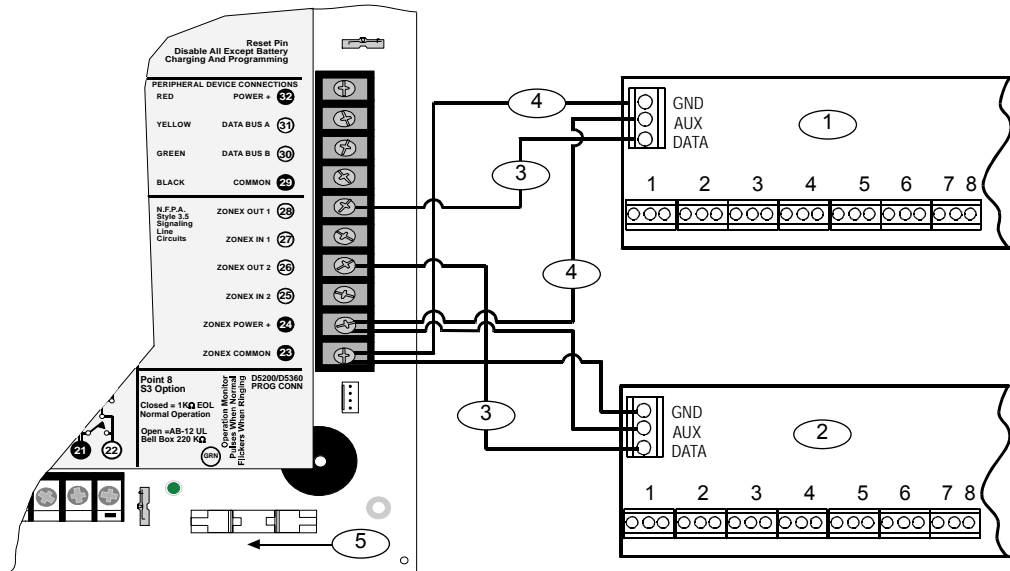 Reset Pin
Disable All Except Battery
Charging And Programming
PERIPHERAL DEVICE CONNECTIONS
RED POWER + 32
YELLOW DATA BUS A 31
GREEN DATA BUS B 30
BLACK COMMON 29
N.F.P.A.
Style 3.5
Signaling
Line
Circuits
ZONEX OUT 1 28
ZONEX IN 1 27
ZONEX OUT 2 26
ZONEX IN 2 25
ZONEX POWER + 24
ZONEX COMMON 23
Point 8
S3 Option
Closed = 1KΩ EOL
Normal Operation
Open =AB-12 UL
Bell Box 220 KΩ
21 22
Operation Monitor
Pulses When Normal
Flickers When Ringing
GRN
D5200/D5360
PROG CONN
4
3
4
3
5
GND
AUX
DATA
1
1 2 3 4 5 6 7 8
GND
AUX
DATA
2
1 2 3 4 5 6 7 8